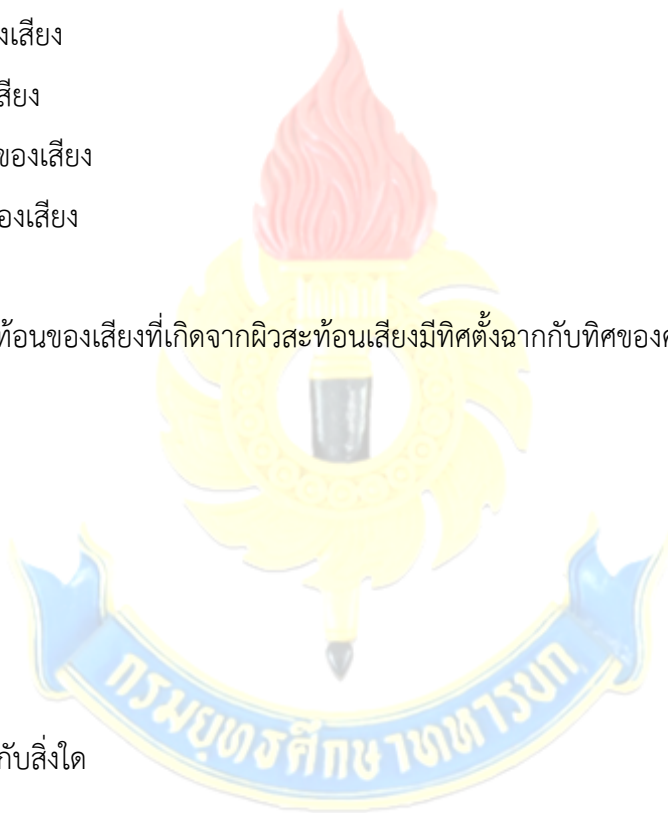 งเสียง
สียง
ของเสียง
องเสียง
ท้อนของเสียงที่เกิดจากผิวสะท้อนเสียงมีทิศตั้งฉากกับทิศของค
กรมยุทธศึกษาทหารบก
กับสิ่งใด